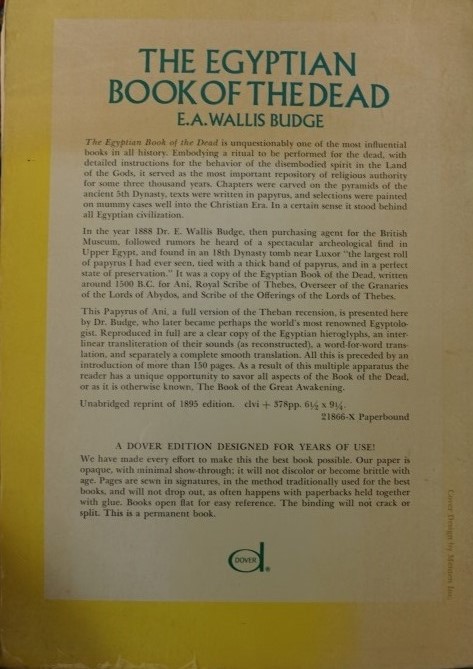 THE EGYPTIAN
BOOK OF THE DEAD
E.A. WALLIS BUDGE
The Egyptian Book of the Dead is unquestionably one of the most influential
books in all history. Embodying a ritual to be performed for the dead, with
detailed instructions for the behavior of the disembodied spirit in the Land
of the Gods, it served as the most important repository of religious authority
for some three thousand years. Chapters were carved on the pyramids of the
ancient 5th Dynasty, texts were written in papyrus, and selections were painted
on mummy cases well into the Christian Era. In a certain sense it stood behind
all Egyptian civilization.
In the year 1888 Dr. E. Wallis Budge, then purchasing agent for the British
Museum, followed rumors he heard of a spectacular archeological find in
Upper Egypt, and found in an 18th Dynasty tomb near Luxor "the largest roll
of papyrus I had ever seen, tied with a thick band of papyrus, and in a perfect
state of preservation." It was a copy of the Egyptian Book of the Dead, written
around 1500 B.C. for Ani, Royal Scribe of Thebes, Overseer of the Granaries
of the Lords of Abydos, and Scribe of the Offerings of the Lords of Thebes.
This Papyrus of Ani, a full version of the Theban recension, is presented here
by Dr. Budge, who later became perhaps the world's most renowned Egyptolo-
gist. Reproduced in full are a clear copy of the Egyptian hieroglyphs, an inter-
linear transliteration of their sounds (as reconstructed), a word-for-word trans-
lation, and separately a complete smooth translation. All this is preceded by an
introduction of more than 150 pages. As a result of this multiple apparatus the
reader has a unique opportunity to savor all aspects of the Book of the Dead,
or as it is otherwise known, The Book of the Great Awakening.
Unabridged reprint of 1895 edition. clvi + 378pp. 6½ x 9¼.
21866-X Paperbound
A DOVER EDITION DESIGNED FOR YEARS OF USE!
We have made every effort to make this the best book possible. Our paper is
opaque, with minimal show-through; it will not discolor or become brittle with
age. Pages are sewn in signatures, in the method traditionally used for the best
books, and will not drop out, as often happens with paperbacks held together
with glue. Books open flat for easy reference. The binding will not crack or
split. This is a permanent book.
DOVER
®
Cover Design by Menten Inc.